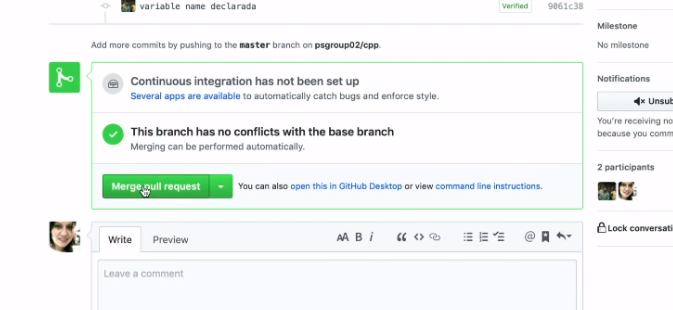 variable name declarada
Verified
9061c38
Add more commits by pushing to the master branch on psgroup02/cpp.
Continuous integration has not been set up
Several apps are available to automatically catch bugs and enforce style.
This branch has no conflicts with the base branch
Merging can be performed automatically.
Merge pull request
You can also open this in GitHub Desktop or view command line instructions.
Write
Preview
AA B i
Leave a comment
Milestone
No milestone
Notifications
Unsub
You're receiving no
because you comm
2 participants
Lock conversati